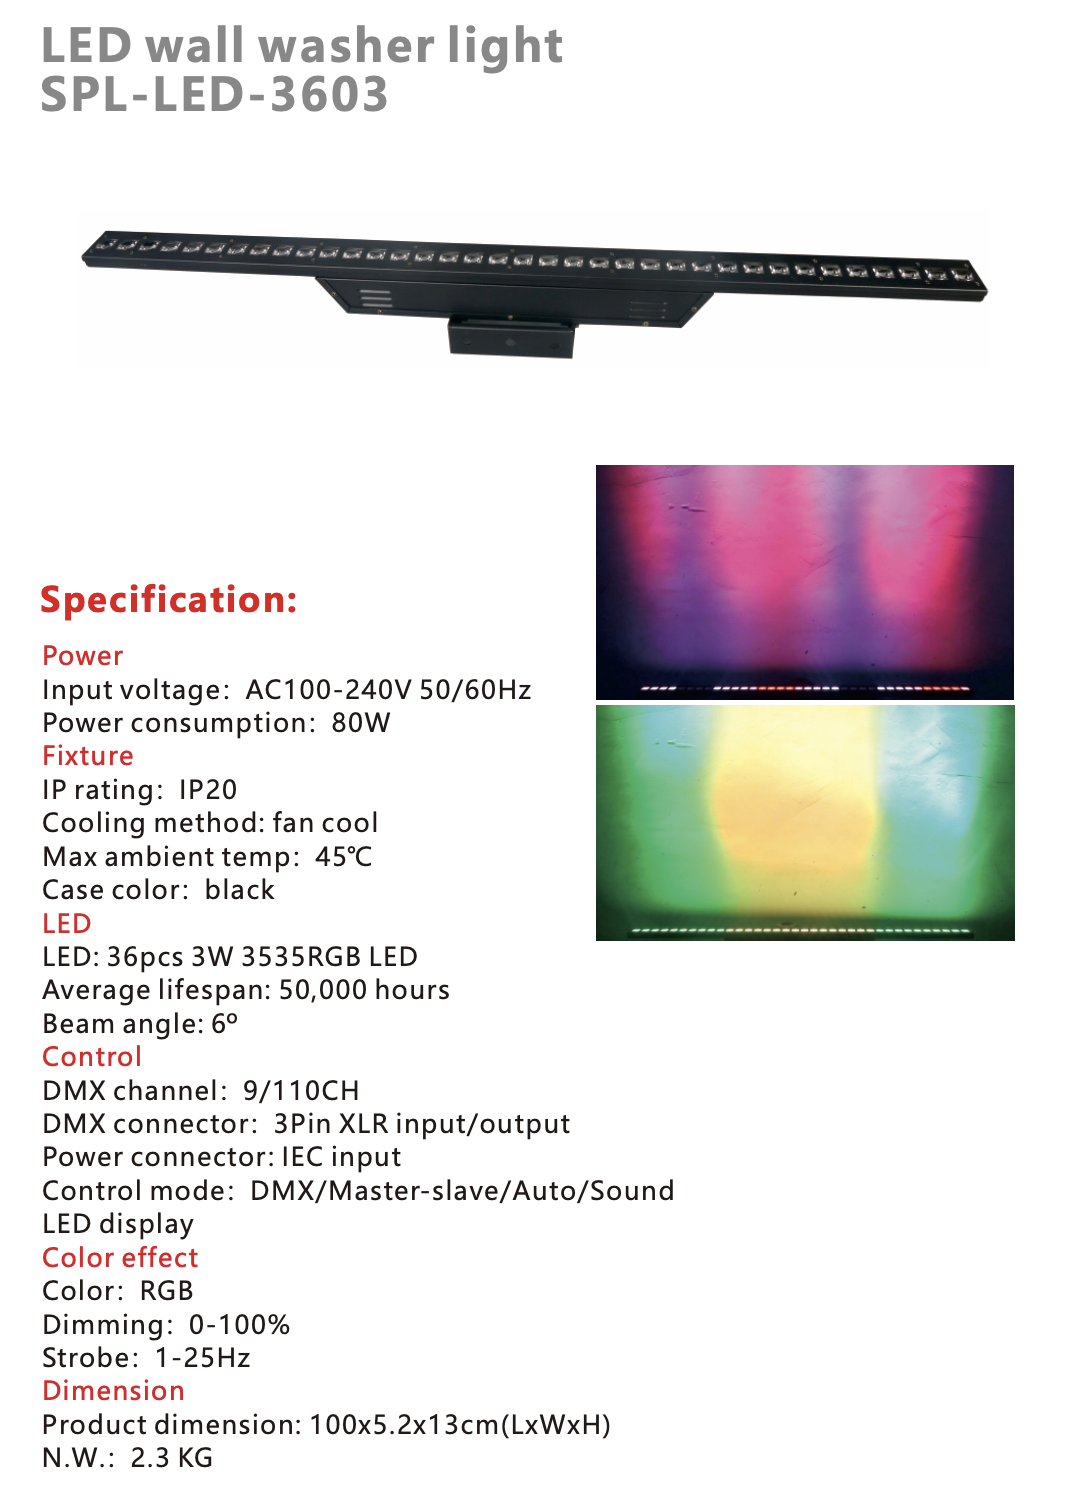 LED wall washer light
SPL-LED-3603
Specification:
Power
Input voltage：AC100-240V 50/60Hz
Power consumption：80W
Fixture
IP rating：IP20
Cooling method: fan cool
Max ambient temp：45℃
Case color：black
LED
LED: 36pcs 3W 3535RGB LED
Average lifespan: 50,000 hours
Beam angle: 6º
Control
DMX channel：9/110CH
DMX connector：3Pin XLR input/output
Power connector: IEC input
Control mode：DMX/Master-slave/Auto/Sound
LED display
Color effect
Color：RGB
Dimming：0-100%
Strobe：1-25Hz
Dimension
Product dimension: 100x5.2x13cm(LxWxH)
N.W.：2.3 KG